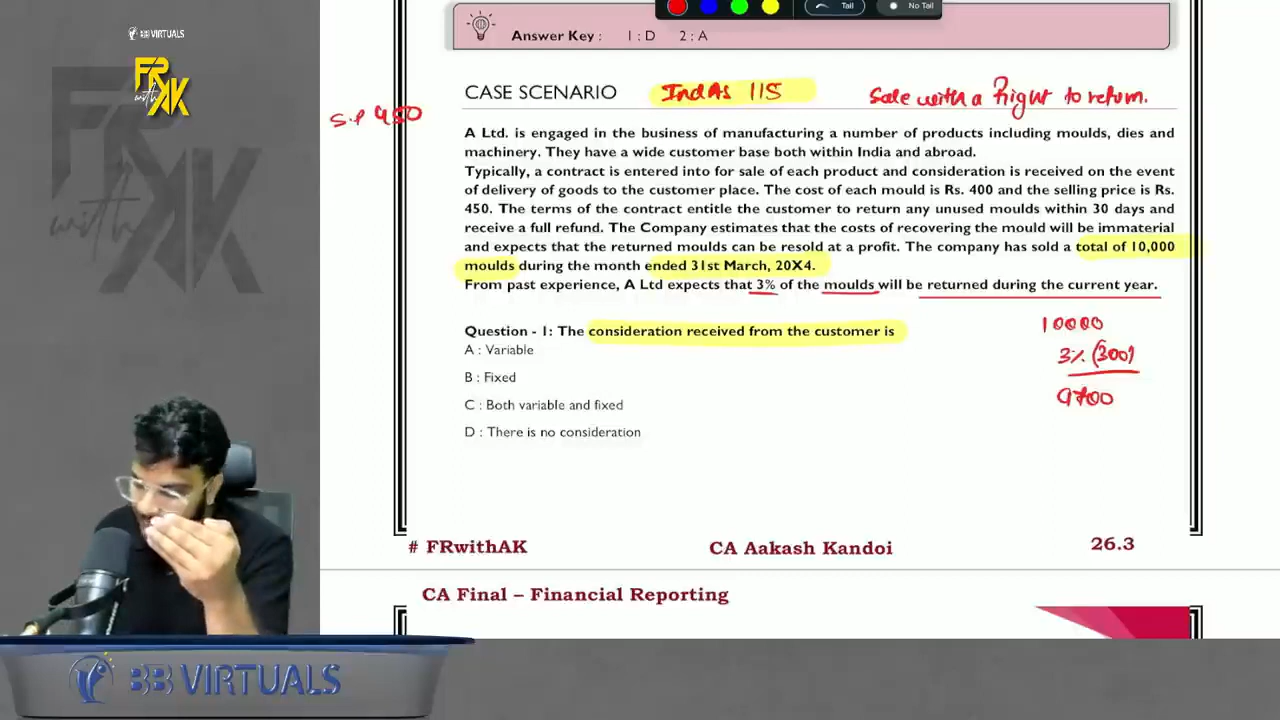 BB VIRTUALS
FR
with
AK
FR
with
AK
Tail
No Tail
Answer Key : 1 : D 2 : A
CASE SCENARIO
Ind As 115
Sale with a Right to return.
S.P 450
A Ltd. is engaged in the business of manufacturing a number of products including moulds, dies and
machinery. They have a wide customer base both within India and abroad.
Typically, a contract is entered into for sale of each product and consideration is received on the event
of delivery of goods to the customer place. The cost of each mould is Rs. 400 and the selling price is Rs.
450. The terms of the contract entitle the customer to return any unused moulds within 30 days and
receive a full refund. The Company estimates that the costs of recovering the mould will be immaterial
and expects that the returned moulds can be resold at a profit. The company has sold a total of 10,000
moulds during the month ended 31st March, 20X4.
From past experience, A Ltd expects that 3% of the moulds will be returned during the current year.
Question - 1: The consideration received from the customer is
A : Variable
B : Fixed
C : Both variable and fixed
D : There is no consideration
10000
3% (300)
9700
# FRwithAK
CA Aakash Kandoi
26.3
CA Final – Financial Reporting
BB VIRTUALS